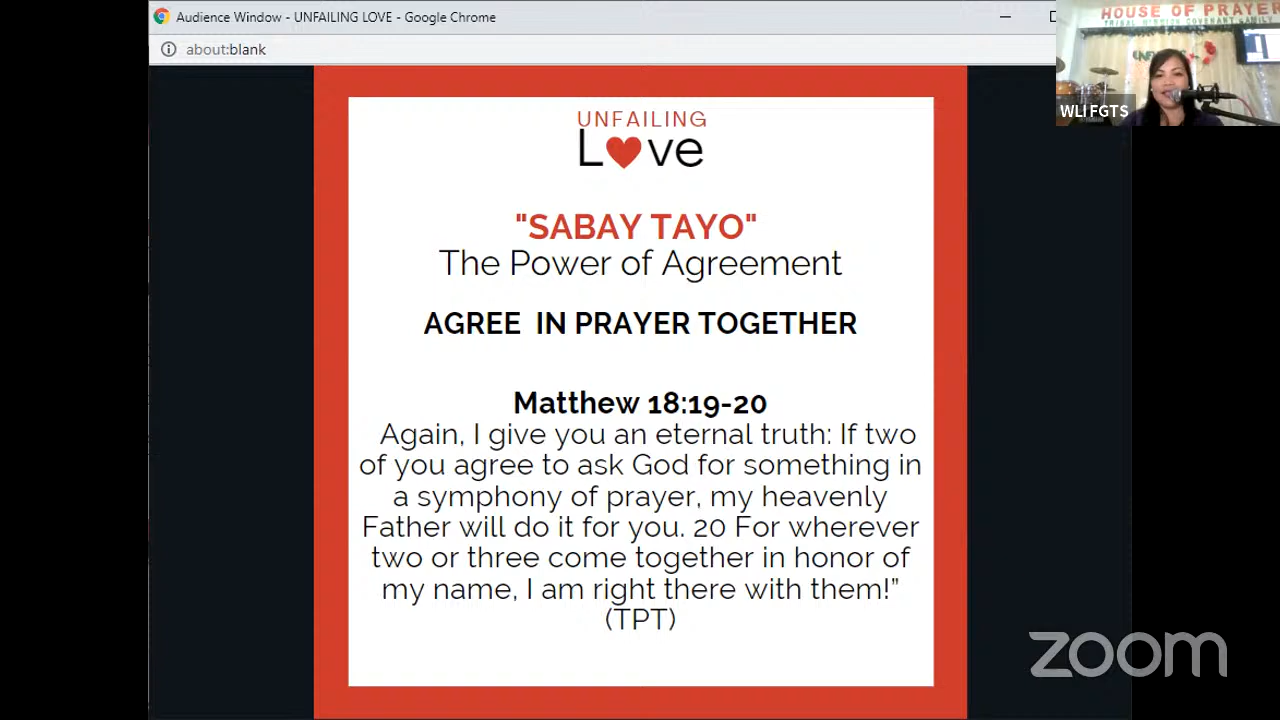 Audience Window - UNFAILING LOVE - Google Chrome
about:blank
HOUSE OF PRAYER
TRIBAL MISSION COVENANT FAMILY
WLI FGTS
UNFAILING
Love
"SABAY TAYO"
The Power of Agreement
AGREE IN PRAYER TOGETHER
Matthew 18:19-20
Again, I give you an eternal truth: If two
of you agree to ask God for something in
a symphony of prayer, my heavenly
Father will do it for you. 20 For wherever
two or three come together in honor of
my name, I am right there with them!”
(TPT)
zoom